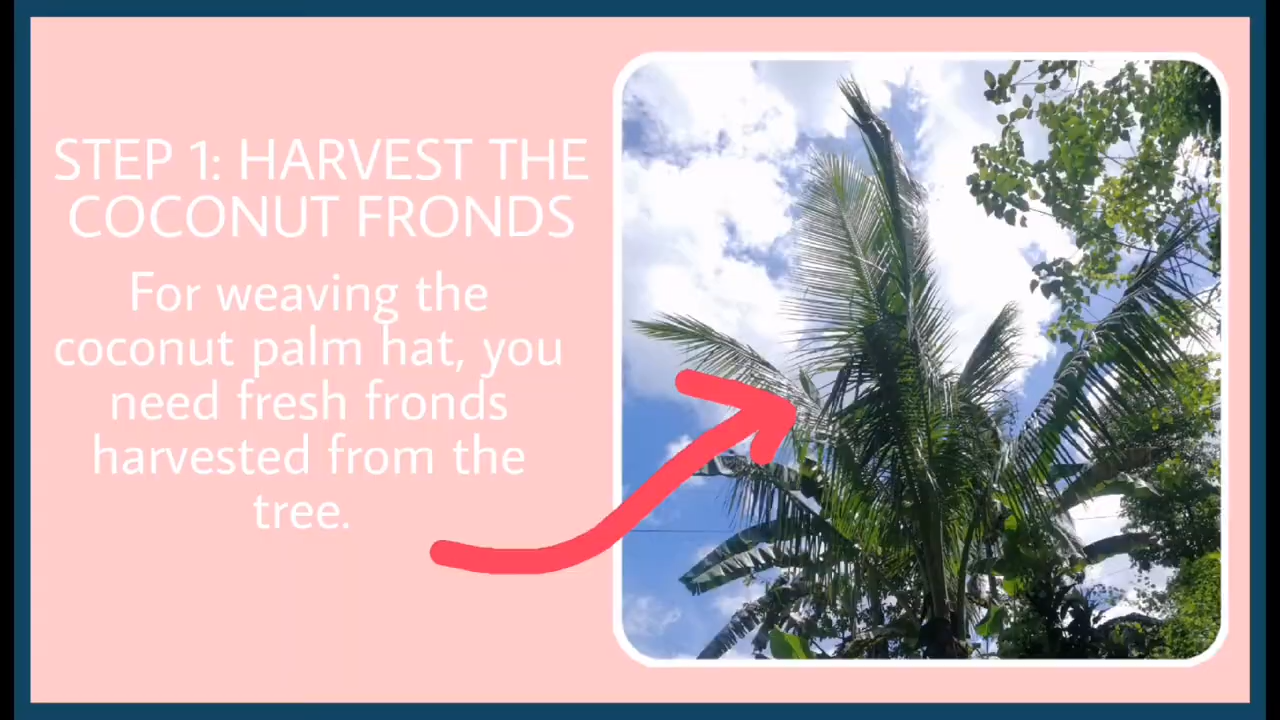 STEP 1: HARVEST THE
COCONUT FRONDS
For weaving the
coconut palm hat, you
need fresh fronds
harvested from the
tree.